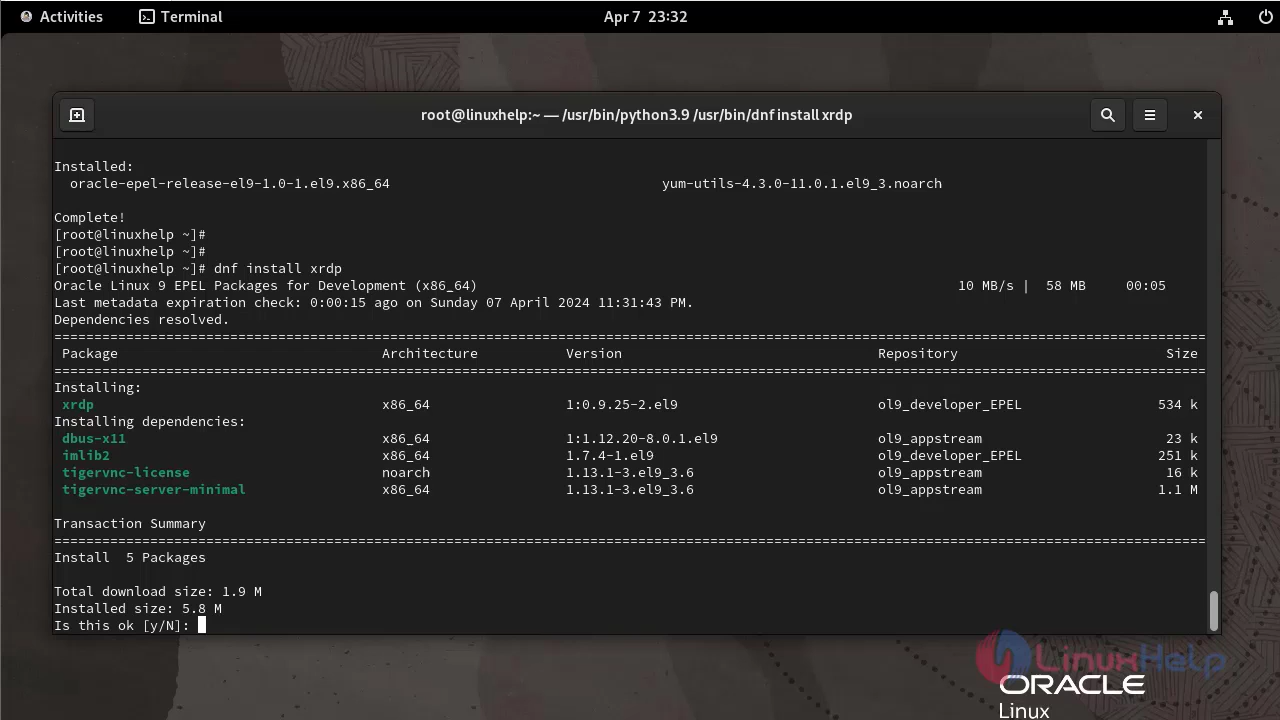 Activities Terminal Apr 7 23:32
root@linuxhelp:~ — /usr/bin/python3.9 /usr/bin/dnf install xrdp
Installed:
oracle-epel-release-el9-1.0-1.el9.x86_64 yum-utils-4.3.0-11.0.1.el9_3.noarch
Complete!
[root@linuxhelp ~]#
[root@linuxhelp ~]#
[root@linuxhelp ~]# dnf install xrdp
Oracle Linux 9 EPEL Packages for Development (x86_64) 10 MB/s | 58 MB 00:05
Last metadata expiration check: 0:00:15 ago on Sunday 07 April 2024 11:31:43 PM.
Dependencies resolved.
================================================================================================================================================
Package Architecture Version Repository Size
================================================================================================================================================
Installing:
xrdp x86_64 1:0.9.25-2.el9 ol9_developer_EPEL 534 k
Installing dependencies:
dbus-x11 x86_64 1:1.12.20-8.0.1.el9 ol9_appstream 23 k
imlib2 x86_64 1.7.4-1.el9 ol9_developer_EPEL 251 k
tigervnc-license noarch 1.13.1-3.el9_3.6 ol9_appstream 16 k
tigervnc-server-minimal x86_64 1.13.1-3.el9_3.6 ol9_appstream 1.1 M
Transaction Summary
================================================================================================================================================
Install 5 Packages
Total download size: 1.9 M
Installed size: 5.8 M
Is this ok [y/N]:
LinuxHelp
ORACLE
Linux